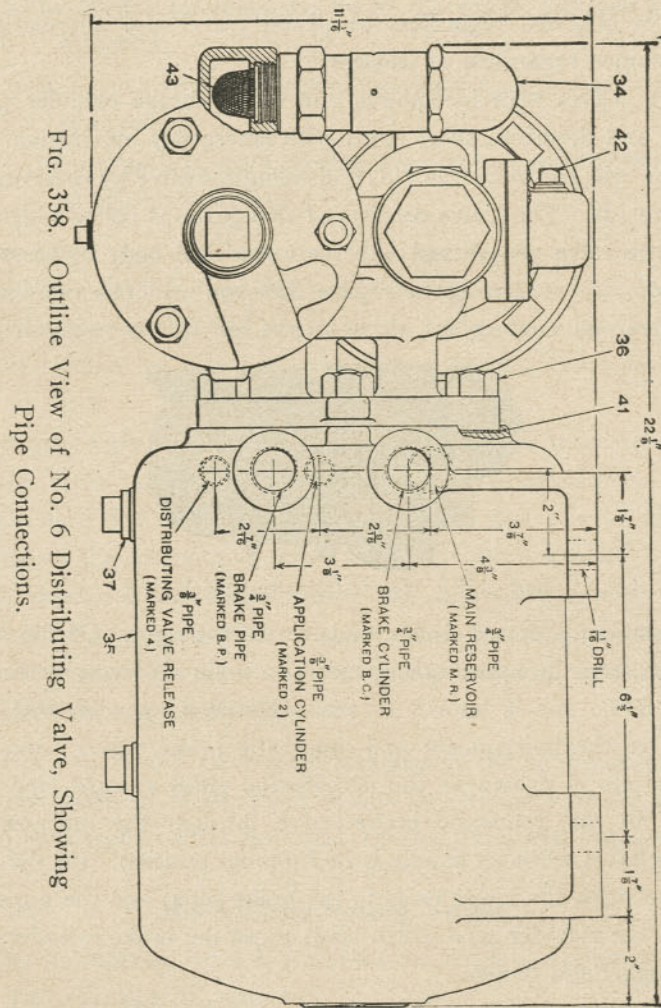 34
42
36
41
43
37
35
11 11/16"
22 1/8"
1 7/8"
2"
6 1/2"
1 7/8"
2"
11/16" DRILL
3 7/8"
4 3/8"
2 9/16"
3 1/8"
2 7/16"
3/4" PIPE
MAIN RESERVOIR
(MARKED M. R.)
3/4" PIPE
BRAKE CYLINDER
(MARKED B. C.)
3/8" PIPE
APPLICATION CYLINDER
(MARKED 2)
3/4" PIPE
BRAKE PIPE
(MARKED B. P.)
3/8" PIPE
DISTRIBUTING VALVE RELEASE
(MARKED 4)
FIG. 358. Outline View of No. 6 Distributing Valve, Showing
Pipe Connections.